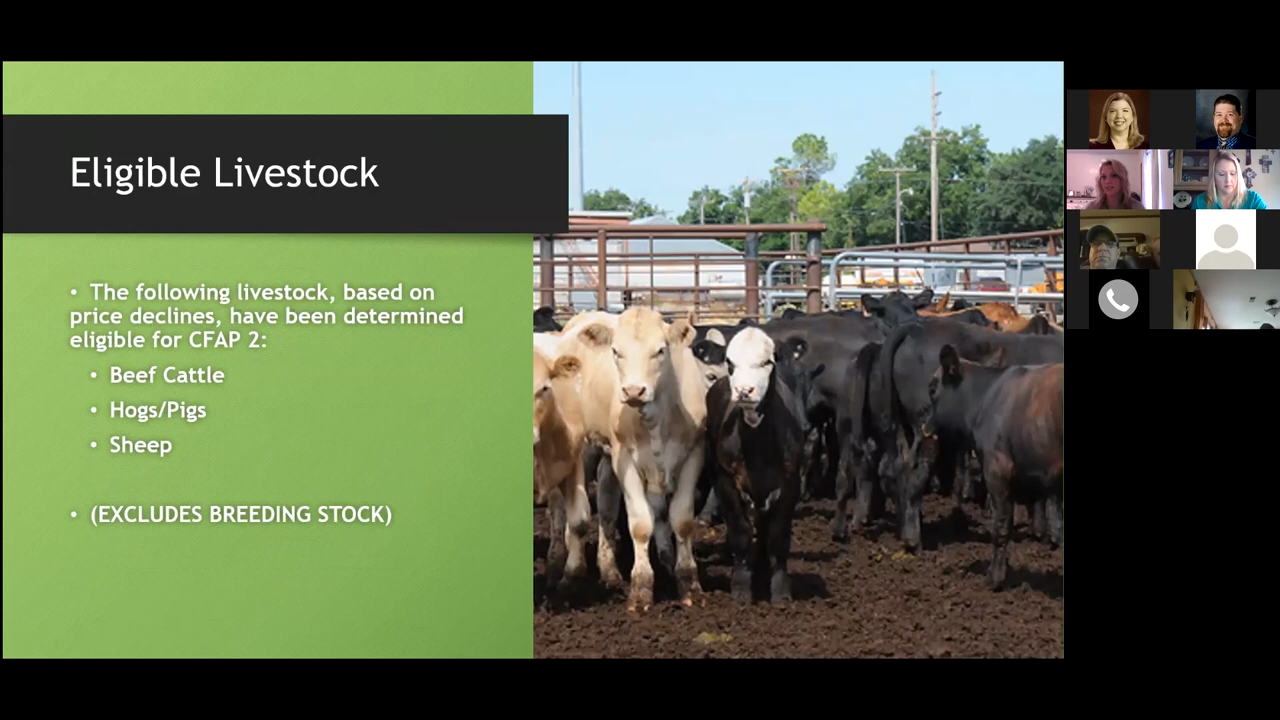 Eligible Livestock
• The following livestock, based on
price declines, have been determined
eligible for CFAP 2:
• Beef Cattle
• Hogs/Pigs
• Sheep
• (EXCLUDES BREEDING STOCK)